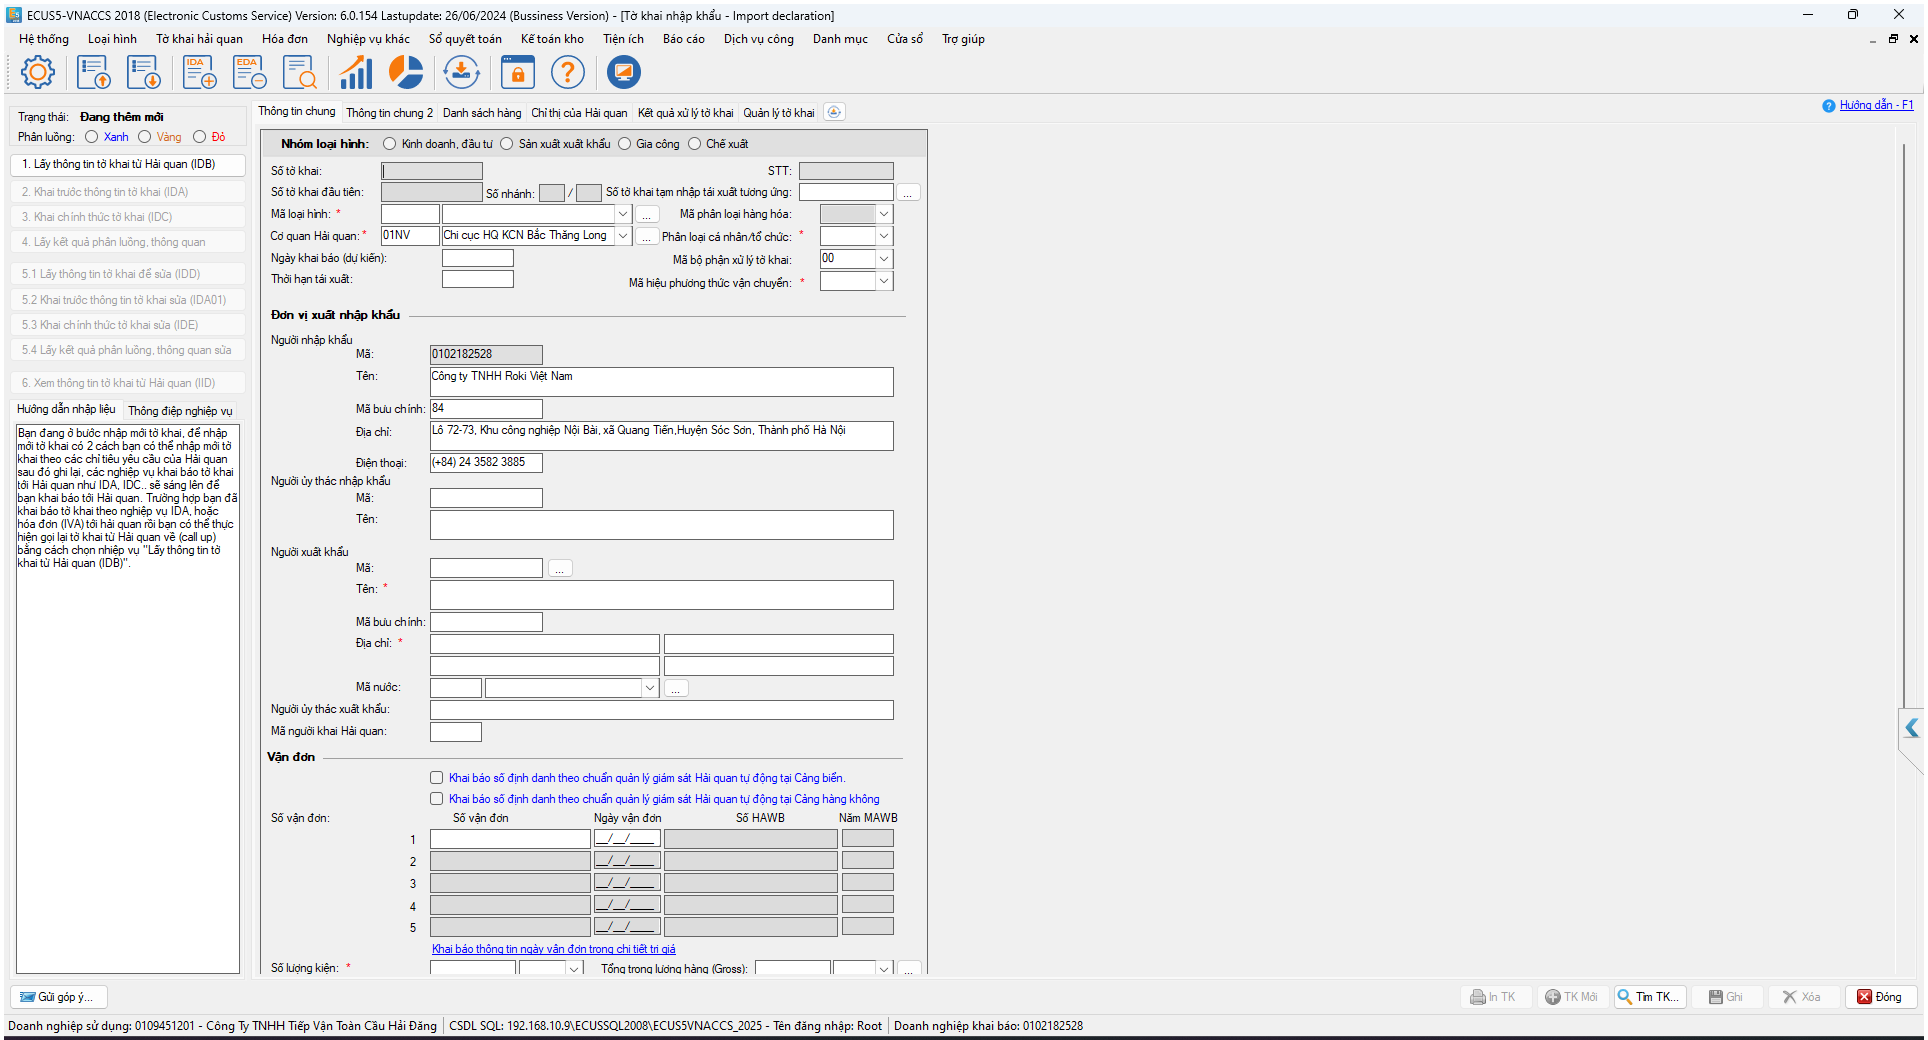 ECUS5-VNACCS 2018 (Electronic Customs Service) Version: 6.0.154 Lastupdate: 26/06/2024 (Bussiness Version) - [Tờ khai nhập khẩu - Import declaration]
Hệ thống Loại hình Tờ khai hải quan Hóa đơn Nghiệp vụ khác Sổ quyết toán Kế toán kho Tiện ích Báo cáo Dịch vụ công Danh mục Cửa sổ Trợ giúp
IDA EDA
Trạng thái: Đang thêm mới
Phân luồng: Xanh Vàng Đỏ
1. Lấy thông tin tờ khai từ Hải quan (IDB)
2. Khai trước thông tin tờ khai (IDA)
3. Khai chính thức tờ khai (IDC)
4. Lấy kết quả phân luồng, thông quan
5.1 Lấy thông tin tờ khai để sửa (IDD)
5.2 Khai trước thông tin tờ khai sửa (IDA01)
5.3 Khai chính thức tờ khai sửa (IDE)
5.4 Lấy kết quả phân luồng, thông quan sửa
6. Xem thông tin tờ khai từ Hải quan (IID)
Hướng dẫn nhập liệu Thông điệp nghiệp vụ
Bạn đang ở bước nhập mới tờ khai, để nhập
mới tờ khai có 2 cách bạn có thể nhập mới tờ
khai theo các chỉ tiêu yêu cầu của Hải quan
sau đó ghi lại, các nghiệp vụ khai báo tờ khai
tới Hải quan như IDA, IDC.. sẽ sáng lên để
bạn khai báo tới Hải quan. Trường hợp bạn đã
khai báo tờ khai theo nghiệp vụ IDA, hoặc
hóa đơn (IVA) tới hải quan rồi bạn có thể thực
hiện gọi lại tờ khai từ Hải quan về (call up)
bằng cách chọn nhiệp vụ "Lấy thông tin tờ
khai từ Hải quan (IDB)".
Thông tin chung Thông tin chung 2 Danh sách hàng Chỉ thị của Hải quan Kết quả xử lý tờ khai Quản lý tờ khai
Hướng dẫn - F1
Nhóm loại hình: Kinh doanh, đầu tư Sản xuất xuất khẩu Gia công Chế xuất
Số tờ khai: STT:
Số tờ khai đầu tiên: Số nhánh: / Số tờ khai tạm nhập tái xuất tương ứng: ...
Mã loại hình: * ... Mã phân loại hàng hóa:
Cơ quan Hải quan: * 01NV Chi cục HQ KCN Bắc Thăng Long ... Phân loại cá nhân/tổ chức: *
Ngày khai báo (dự kiến): Mã bộ phận xử lý tờ khai: 00
Thời hạn tái xuất: Mã hiệu phương thức vận chuyển: *
Đơn vị xuất nhập khẩu
Người nhập khẩu
Mã: 0102182528
Tên: Công ty TNHH Roki Việt Nam
Mã bưu chính: 84
Địa chỉ: Lô 72-73, Khu công nghiệp Nội Bài, xã Quang Tiến,Huyện Sóc Sơn, Thành phố Hà Nội
Điện thoại: (+84) 24 3582 3885
Người ủy thác nhập khẩu
Mã:
Tên:
Người xuất khẩu
Mã: ...
Tên: *
Mã bưu chính:
Địa chỉ: *
Mã nước: ...
Người ủy thác xuất khẩu:
Mã người khai Hải quan:
Vận đơn
Khai báo số định danh theo chuẩn quản lý giám sát Hải quan tự động tại Cảng biển.
Khai báo số định danh theo chuẩn quản lý giám sát Hải quan tự động tại Cảng hàng không
Số vận đơn: Số vận đơn Ngày vận đơn Số HAWB Năm MAWB
1 __/__/____
2 __/__/____
3 __/__/____
4 __/__/____
5 __/__/____
Khai báo thông tin ngày vận đơn trong chi tiết trị giá
Số lượng kiện: * Tổng trọng lượng hàng (Gross): ...
Gửi góp ý... In TK TK Mới Tìm TK... Ghi Xóa Đóng
Doanh nghiệp sử dụng: 0109451201 - Công Ty TNHH Tiếp Vận Toàn Cầu Hải Đăng CSDL SQL: 192.168.10.9\ECUSSQL2008\ECUS5VNACCS_2025 - Tên đăng nhập: Root Doanh nghiệp khai báo: 0102182528